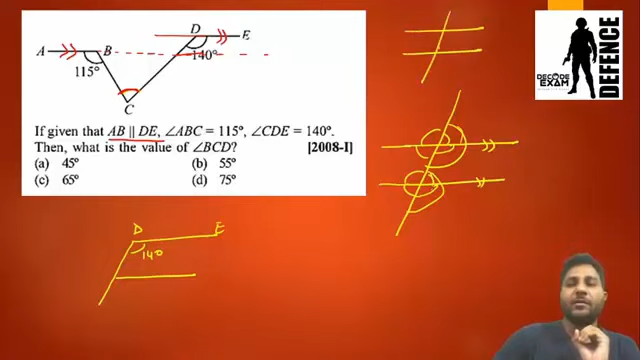 A
B
D
E
115°
140°
C
If given that AB || DE, ∠ABC = 115°, ∠CDE = 140°.
Then, what is the value of ∠BCD? [2008-I]
(a) 45° (b) 55°
(c) 65° (d) 75°
D E
140
DECODE
EXAM
DEFENCE